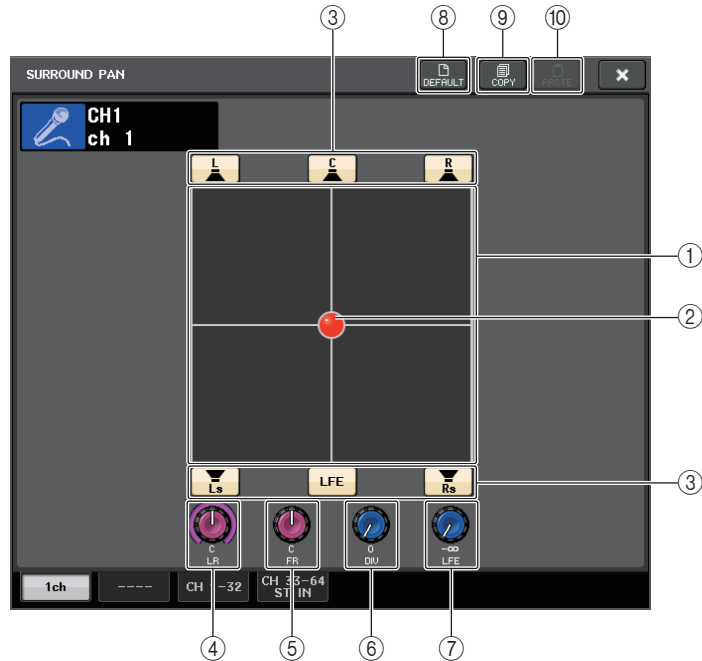 ③ ⑧ ⑨ ⑩
SURROUND PAN
DEFAULT
COPY
PASTE
CH1
ch 1
L
C
R
①
②
Ls
LFE
Rs
③
C
LR
C
FR
0
DIV
-∞
LFE
1ch
----
CH -32
CH 33-64
ST IN
④ ⑤ ⑥ ⑦